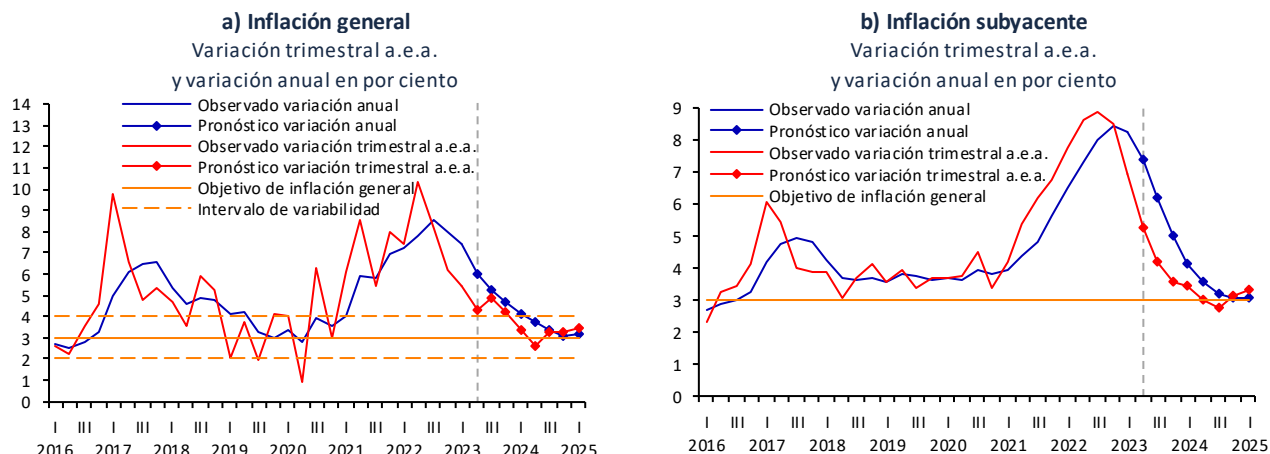 a) Inflación general
Variación trimestral a.e.a.
y variación anual en por ciento
Observado variación anual
Pronóstico variación anual
Observado variación trimestral a.e.a.
Pronóstico variación trimestral a.e.a.
Objetivo de inflación general
Intervalo de variabilidad
14
13
12
11
10
9
8
7
6
5
4
3
2
1
0
I III I III I III I III I III I III I III I III I III I
2016 2017 2018 2019 2020 2021 2022 2023 2024 2025
b) Inflación subyacente
Variación trimestral a.e.a.
y variación anual en por ciento
Observado variación anual
Pronóstico variación anual
Observado variación trimestral a.e.a.
Pronóstico variación trimestral a.e.a.
Objetivo de inflación general
9
8
7
6
5
4
3
2
1
0
I III I III I III I III I III I III I III I III I III I
2016 2017 2018 2019 2020 2021 2022 2023 2024 2025